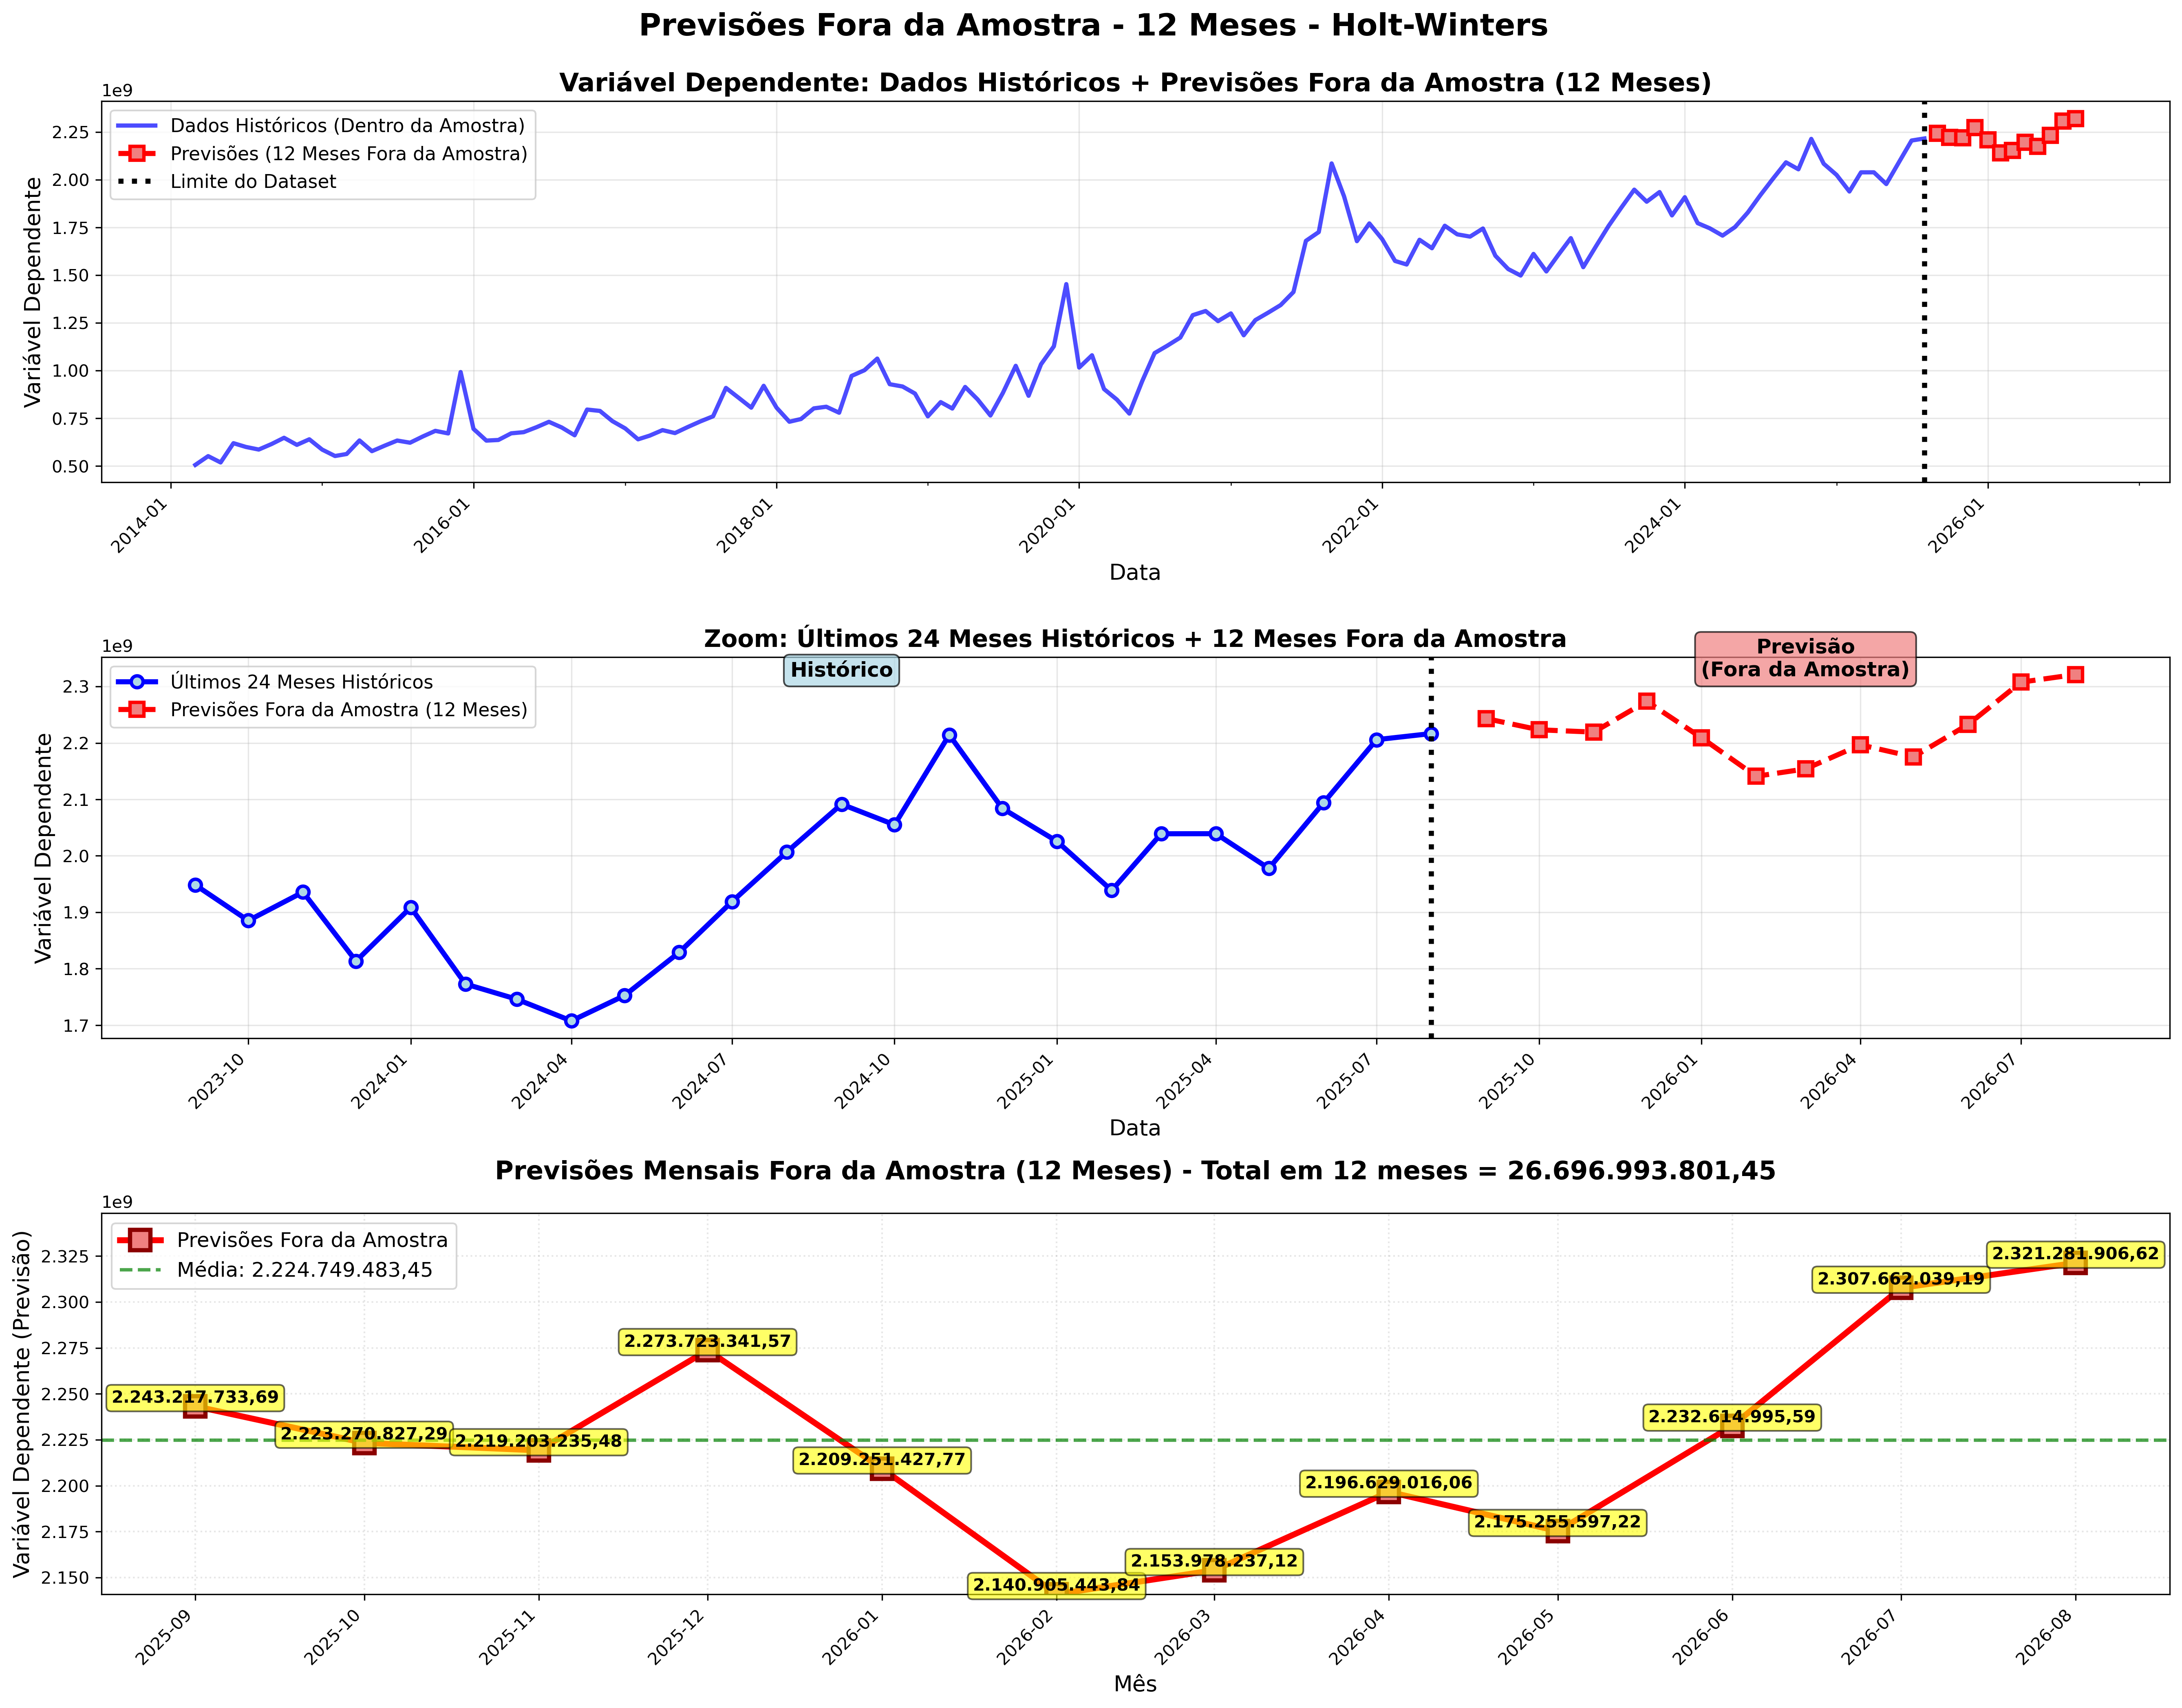 Previsões Fora da Amostra - 12 Meses - Holt-Winters
Variável Dependente: Dados Históricos + Previsões Fora da Amostra (12 Meses)
1e9
Dados Históricos (Dentro da Amostra)
Previsões (12 Meses Fora da Amostra)
Limite do Dataset
Variável Dependente
2.25
2.00
1.75
1.50
1.25
1.00
0.75
0.50
2014-01
2016-01
2018-01
2020-01
2022-01
2024-01
2026-01
Data
Zoom: Últimos 24 Meses Históricos + 12 Meses Fora da Amostra
1e9
Últimos 24 Meses Históricos
Previsões Fora da Amostra (12 Meses)
Histórico
Previsão
(Fora da Amostra)
Variável Dependente
2.3
2.2
2.1
2.0
1.9
1.8
1.7
2023-10
2024-01
2024-04
2024-07
2024-10
2025-01
2025-04
2025-07
2025-10
2026-01
2026-04
2026-07
Data
Previsões Mensais Fora da Amostra (12 Meses) - Total em 12 meses = 26.696.993.801,45
1e9
Previsões Fora da Amostra
Média: 2.224.749.483,45
Variável Dependente (Previsão)
2.325
2.300
2.275
2.250
2.225
2.200
2.175
2.150
2.243.217.733,69
2.223.270.827,29
2.219.203.235,48
2.273.723.341,57
2.209.251.427,77
2.140.905.443,84
2.153.978.237,12
2.196.629.016,06
2.175.255.597,22
2.232.614.995,59
2.307.662.039,19
2.321.281.906,62
2025-09
2025-10
2025-11
2025-12
2026-01
2026-02
2026-03
2026-04
2026-05
2026-06
2026-07
2026-08
Mês